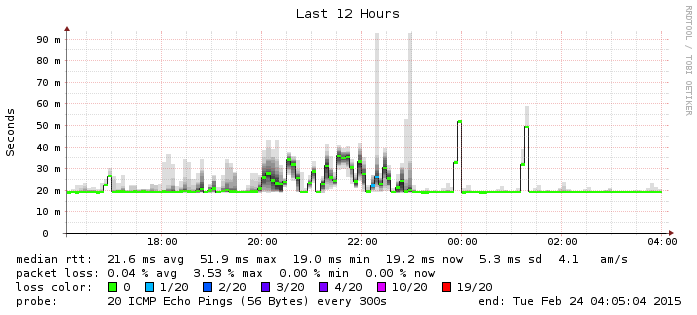 Last 12 Hours
RRDTOOL / TOBI OETIKER
Seconds
90 m
80 m
70 m
60 m
50 m
40 m
30 m
20 m
10 m
0
18:00 20:00 22:00 00:00 02:00 04:00
median rtt: 21.6 ms avg 51.9 ms max 19.0 ms min 19.2 ms now 5.3 ms sd 4.1 am/s
packet loss: 0.04 % avg 3.53 % max 0.00 % min 0.00 % now
loss color: 0 1/20 2/20 3/20 4/20 10/20 19/20
probe: 20 ICMP Echo Pings (56 Bytes) every 300s end: Tue Feb 24 04:05:04 2015